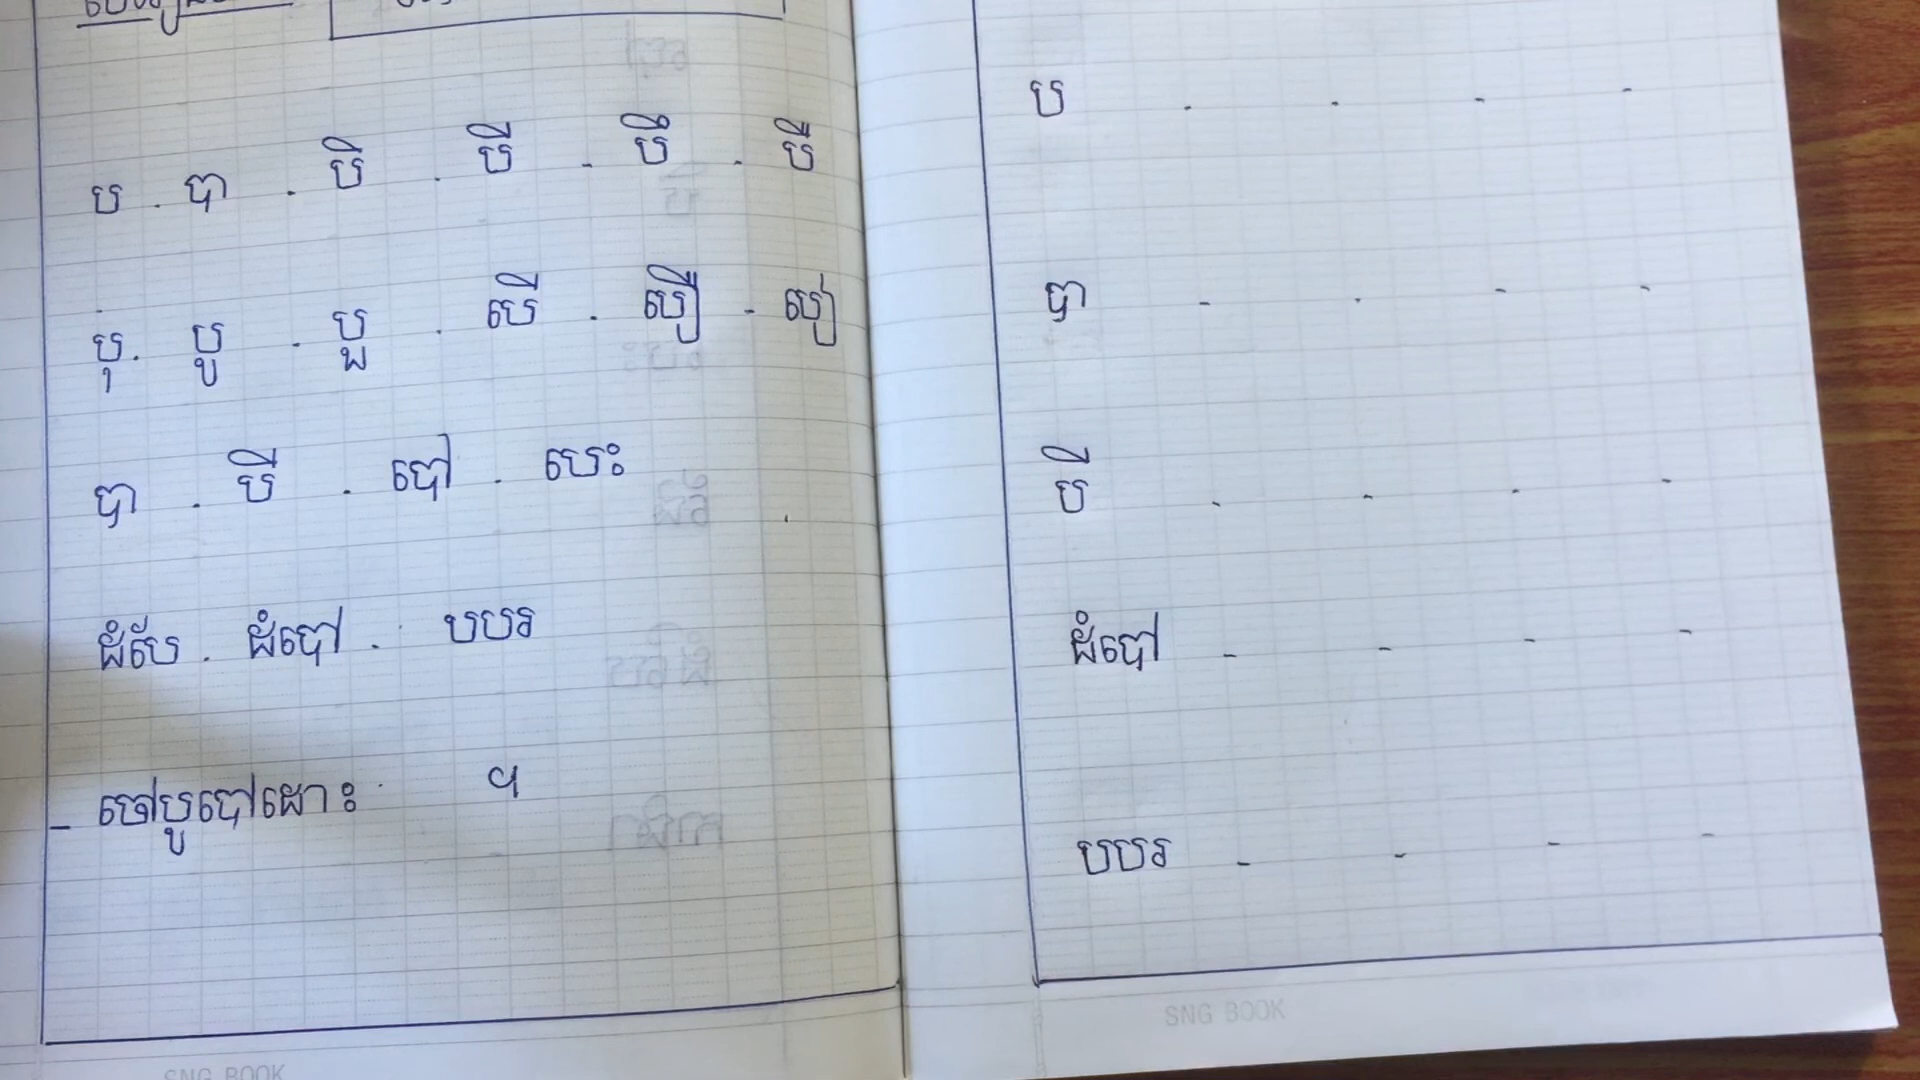 ប . បា . បិ . បី . បឹ . បឺ
បុ . បូ . បួ . បើ . បឿ . បៀ
បា . បី . បៅ . បេះ
ដំបែ . ដំបៅ . បបរ
- ចៅបូបៅដោះ ។
SNG BOOK
ប . . - -
បា - . - -
បី . - . -
ដំបៅ - - - -
បបរ - - - -
SNG BOOK